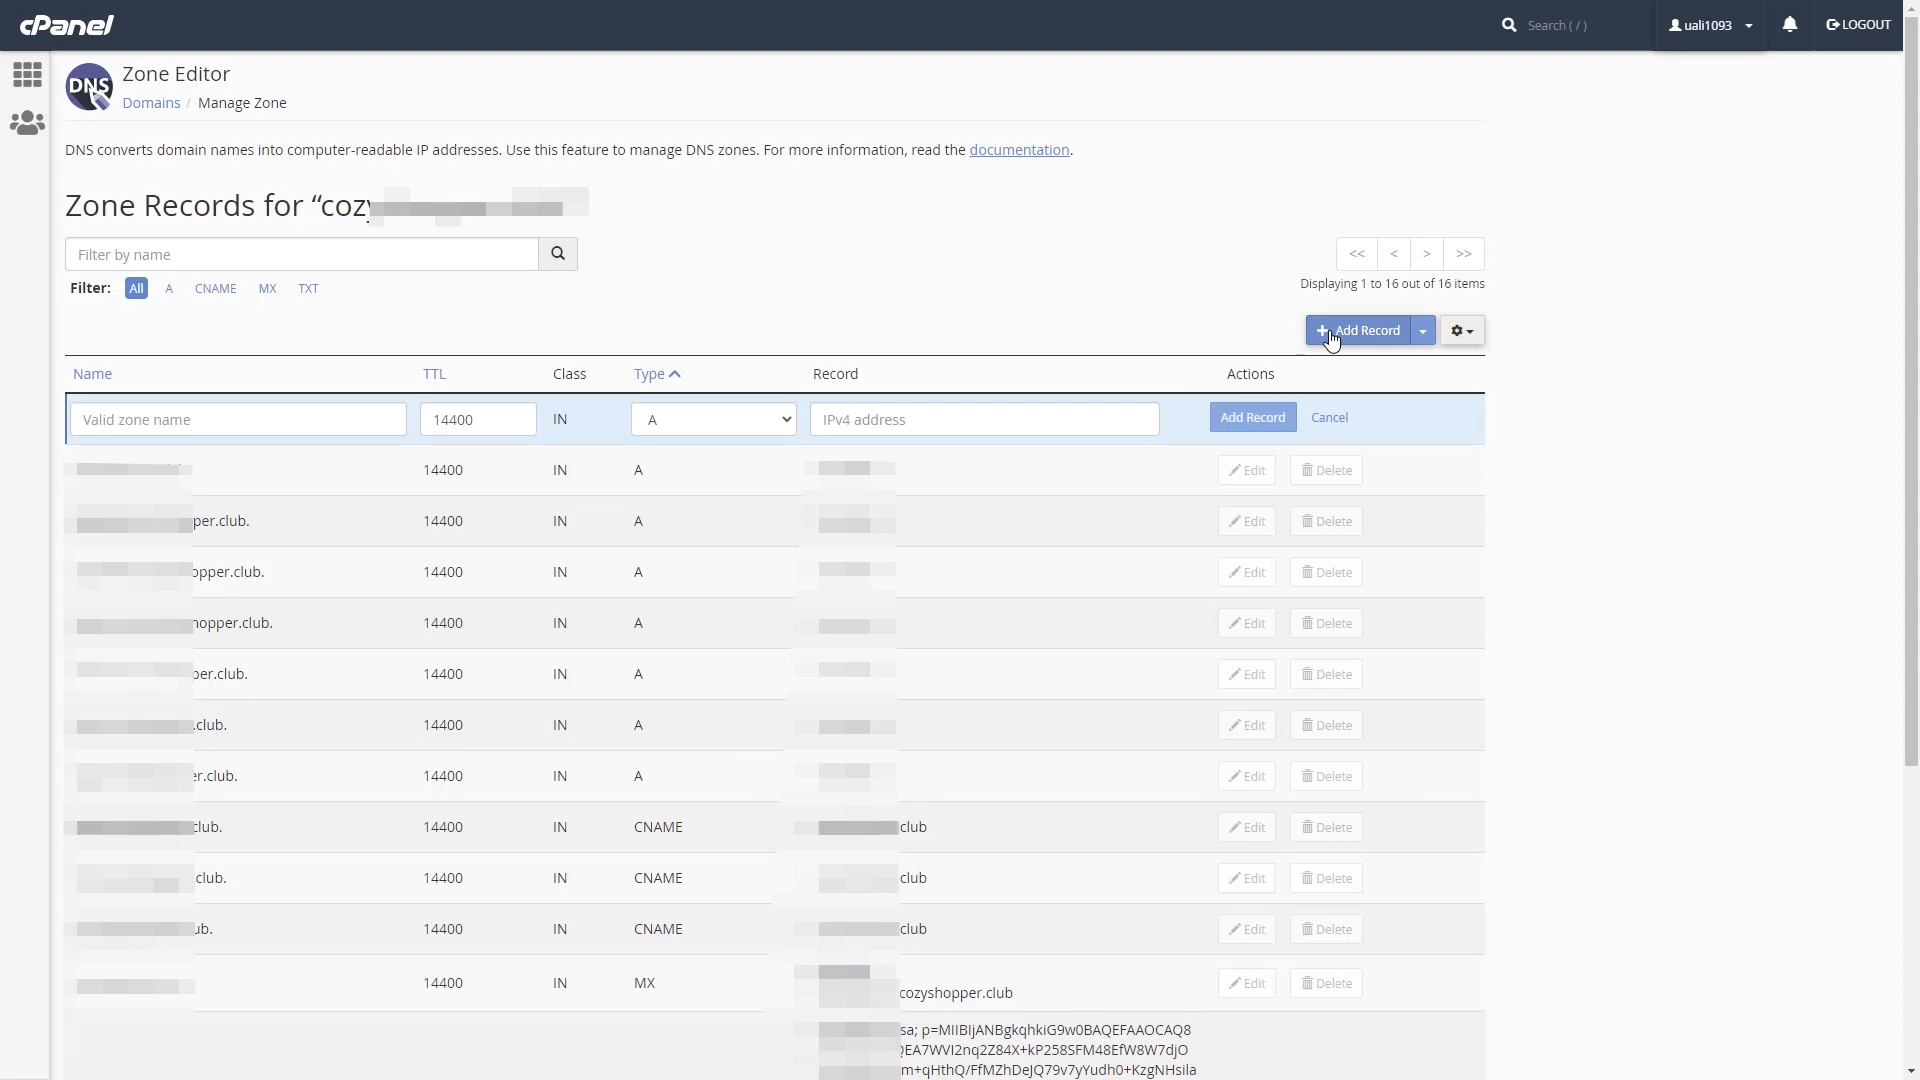 cPanel
Search ( / )
uali1093
LOGOUT
DNS
Zone Editor
Domains / Manage Zone
DNS converts domain names into computer-readable IP addresses. Use this feature to manage DNS zones. For more information, read the documentation.
Zone Records for “cozy
Filter by name
<< < > >>
Filter: All A CNAME MX TXT
Displaying 1 to 16 out of 16 items
Add Record
Name TTL Class Type Record Actions
Valid zone name 14400 IN A IPv4 address Add Record Cancel
14400 IN A Edit Delete
per.club. 14400 IN A Edit Delete
opper.club. 14400 IN A Edit Delete
hopper.club. 14400 IN A Edit Delete
per.club. 14400 IN A Edit Delete
.club. 14400 IN A Edit Delete
er.club. 14400 IN A Edit Delete
club. 14400 IN CNAME club Edit Delete
.club. 14400 IN CNAME club Edit Delete
ub. 14400 IN CNAME club Edit Delete
14400 IN MX Edit Delete
cozyshopper.club
sa; p=MIIBIjANBgkqhkiG9w0BAQEFAAOCAQ8
QEA7WVI2nq2Z84X+kP258SFM48EfW8W7djO
m+qHthQ/FfMZhDeJQ79v7yYudh0+KzgNHsila